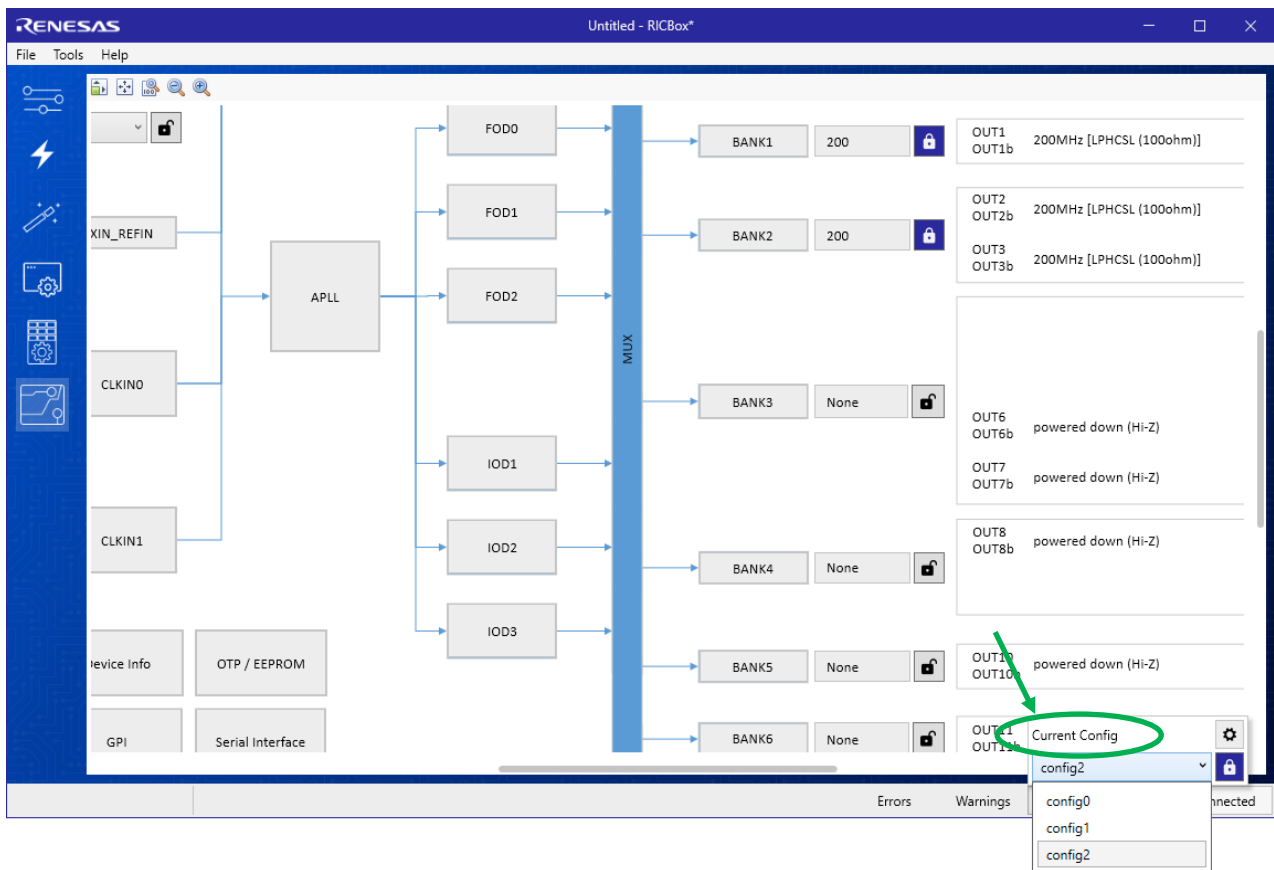 RENESAS
Untitled - RICBox*
File Tools Help
FOD0
BANK1 200
OUT1
OUT1b
200MHz [LPHCSL (100ohm)]
FOD1
XIN_REFIN
BANK2 200
OUT2
OUT2b
200MHz [LPHCSL (100ohm)]
OUT3
OUT3b
200MHz [LPHCSL (100ohm)]
APLL
FOD2
MUX
CLKIN0
BANK3 None
OUT6
OUT6b
powered down (Hi-Z)
IOD1
OUT7
OUT7b
powered down (Hi-Z)
CLKIN1
IOD2
BANK4 None
OUT8
OUT8b
powered down (Hi-Z)
IOD3
Device Info
OTP / EEPROM
BANK5 None
OUT10
OUT10b
powered down (Hi-Z)
GPI
Serial Interface
BANK6 None
OUT11
OUT11b
Current Config
config2
Errors Warnings
config0
config1
config2